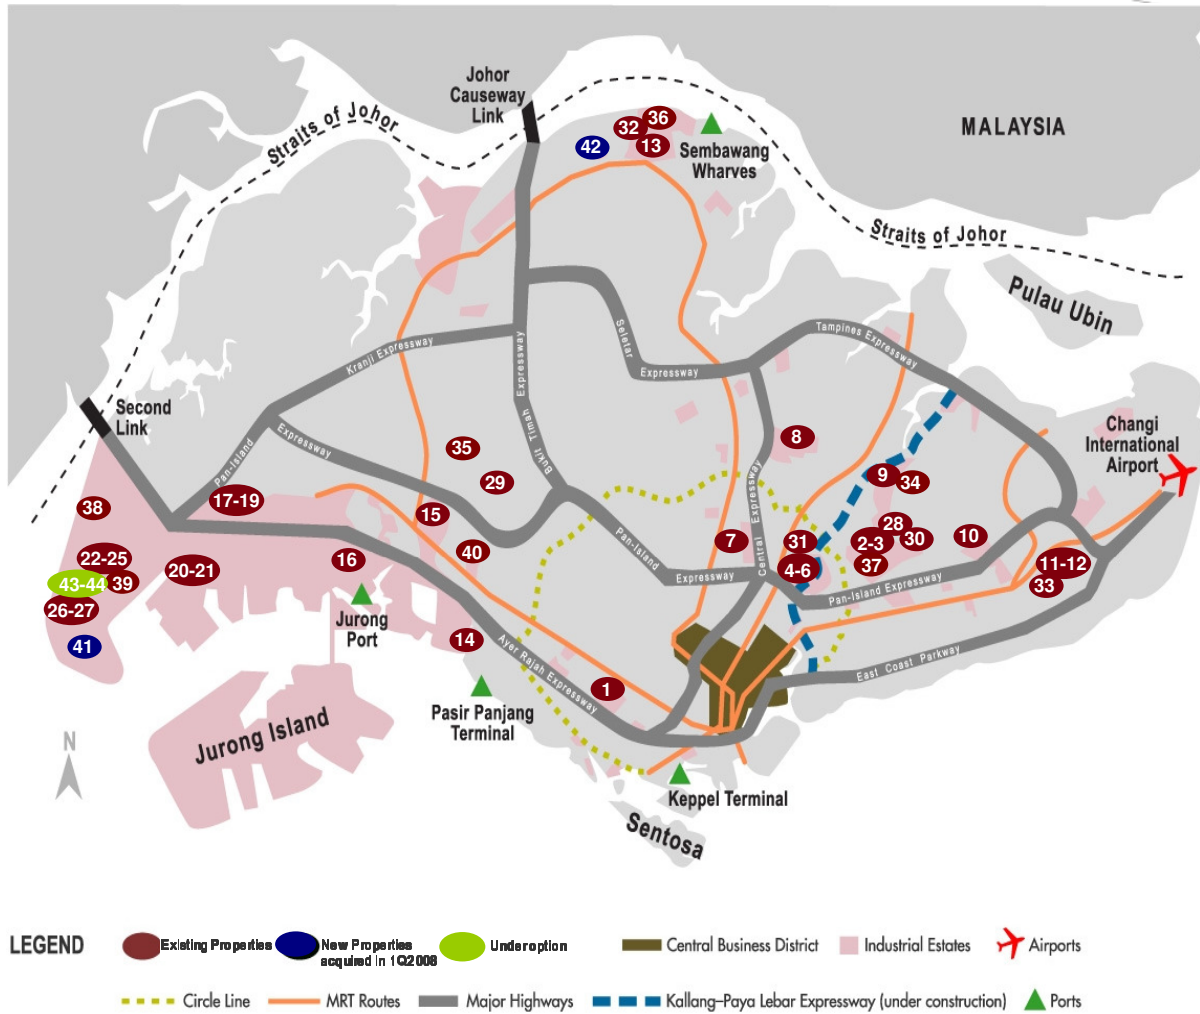 Johor
Causeway
Link
Straits of Johor
36
32
13
42
Sembawang
Wharves
MALAYSIA
Straits of Johor
Pulau Ubin
Seletar
Expressway
Tampines Expressway
Kranji Expressway
Bukit Timah Expressway
Second
Link
Pan-Island
Expressway
Changi
International
Airport
35
29
8
9
34
38
17-19
15
40
7
31
4-6
28
2-3
30
37
10
11-12
33
Pan-Island
Expressway
Central Expressway
Pan-Island Expressway
22-25
43-44
39
26-27
41
20-21
16
Jurong
Port
14
Ayer Rajah Expressway
1
East Coast Parkway
Pasir Panjang
Terminal
Jurong Island
N
Keppel Terminal
Sentosa
LEGEND
Existing Properties
New Properties
acquired in 1Q2008
Under option
Central Business District
Industrial Estates
Airports
Circle Line
MRT Routes
Major Highways
Kallang–Paya Lebar Expressway (under construction)
Ports